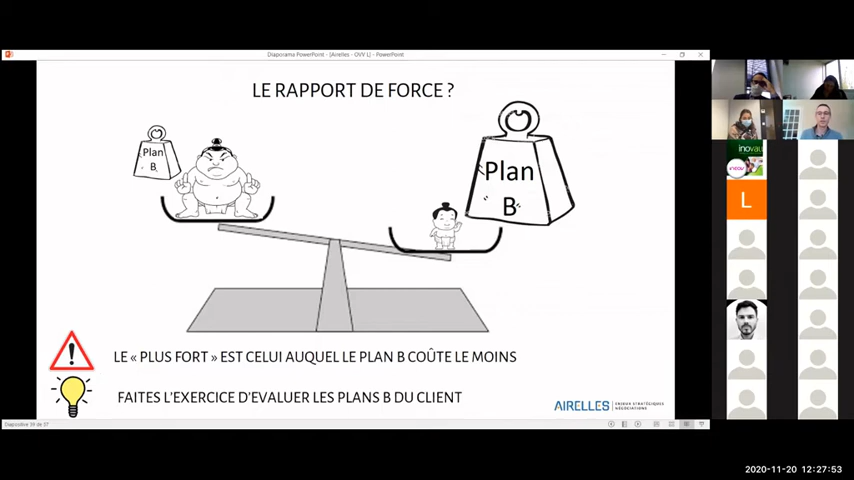 Diaporama PowerPoint - [Airelles - OVV L] - PowerPoint
LE RAPPORT DE FORCE ?
Plan
B
Plan
B
LE « PLUS FORT » EST CELUI AUQUEL LE PLAN B COÛTE LE MOINS
FAITES L'EXERCICE D'EVALUER LES PLANS B DU CLIENT
AIRELLES
ENJEUX STRATÉGIQUES
NÉGOCIATIONS
L
2020-11-20 12:27:53